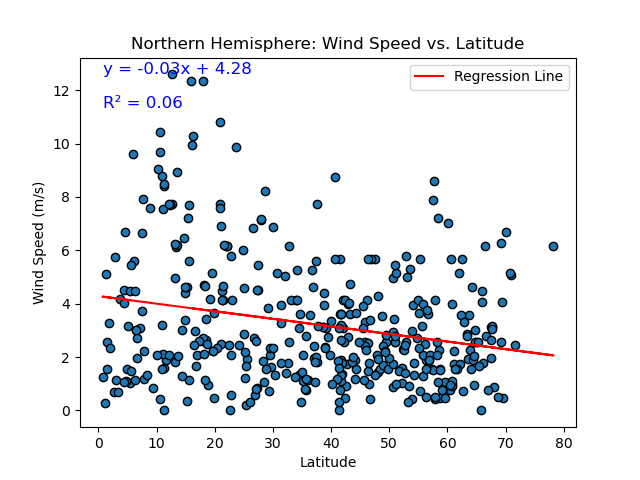 Northern Hemisphere: Wind Speed vs. Latitude
y = -0.03x + 4.28
R² = 0.06
Regression Line
Wind Speed (m/s)
12
10
8
6
4
2
0
0 10 20 30 40 50 60 70 80
Latitude